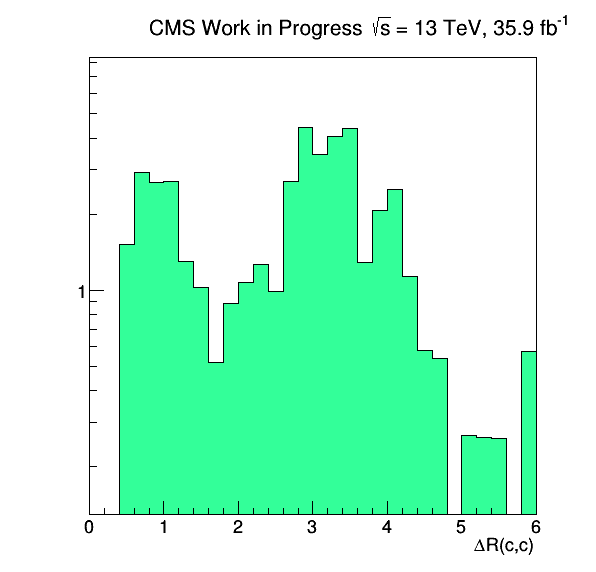 CMS Work in Progress √s = 13 TeV, 35.9 fb⁻¹
1
0 1 2 3 4 5 6
ΔR(c,c)